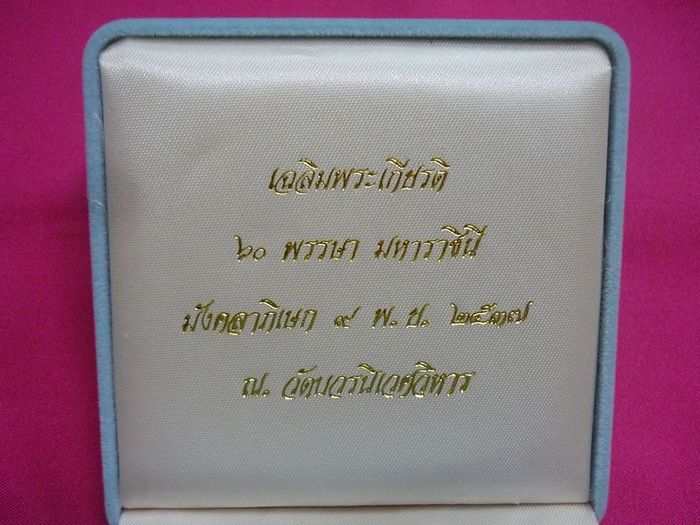 เฉลิมพระเกียรติ
๖๐ พรรษา มหาราชินี
มังคลาภิเษก ๙ พ.ย. ๒๕๓๗
ณ. วัดบวรนิเวศวิหาร